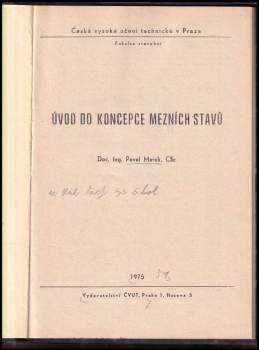 České vysoké učení technické v Praze
Fakulta stavební
ÚVOD DO KONCEPCE MEZNÍCH STAVŮ
Doc. Ing. Pavel Marek, CSc
1975
Vydavatelství ČVUT, Praha 1, Husova 5